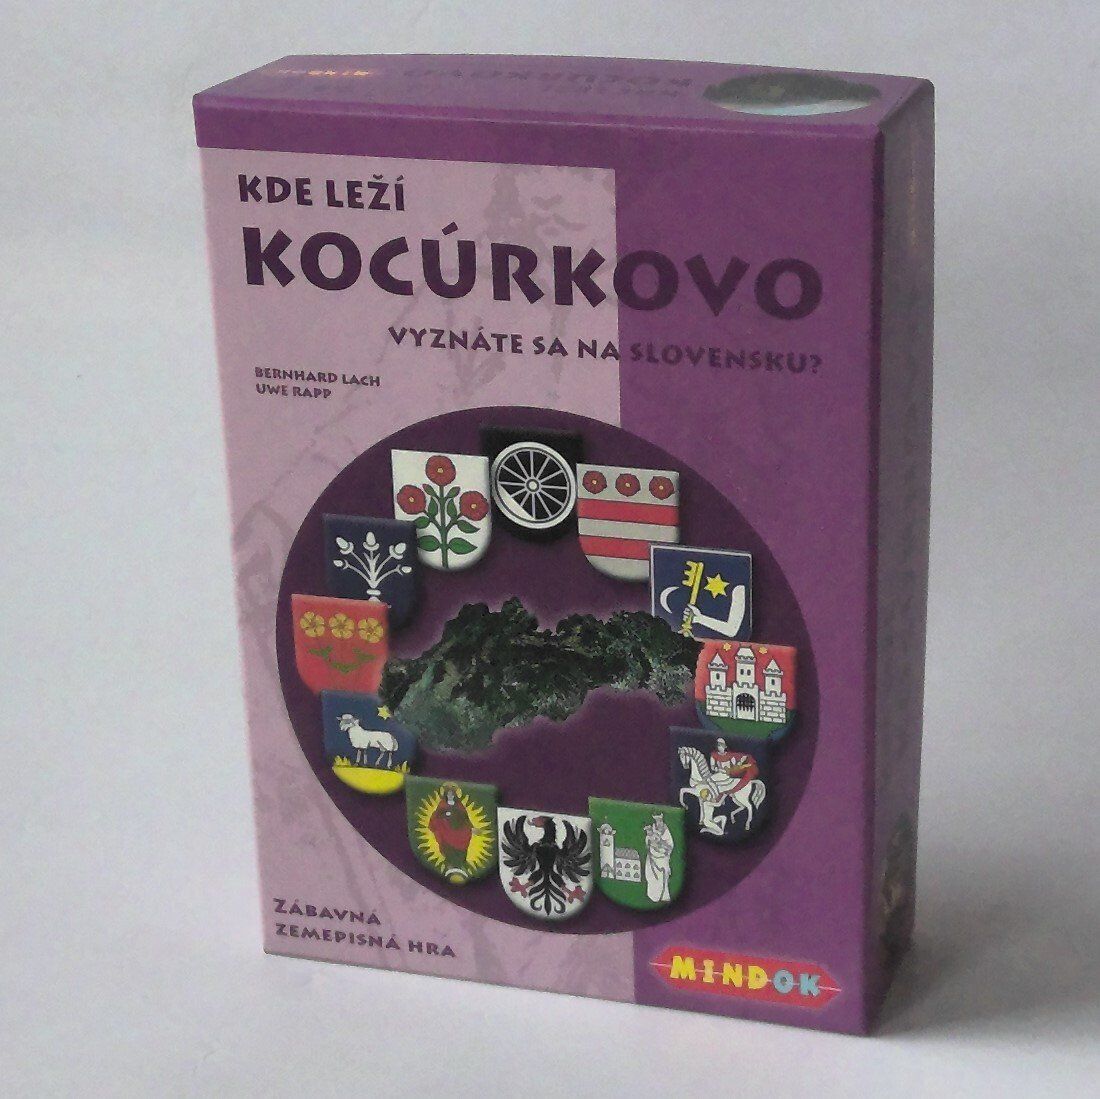 KDE LEŽÍ
KOCÚRKOVO
VYZNÁTE SA NA SLOVENSKU?
BERNHARD LACH
UWE RAPP
ZÁBAVNÁ
ZEMEPISNÁ HRA
MINDOK